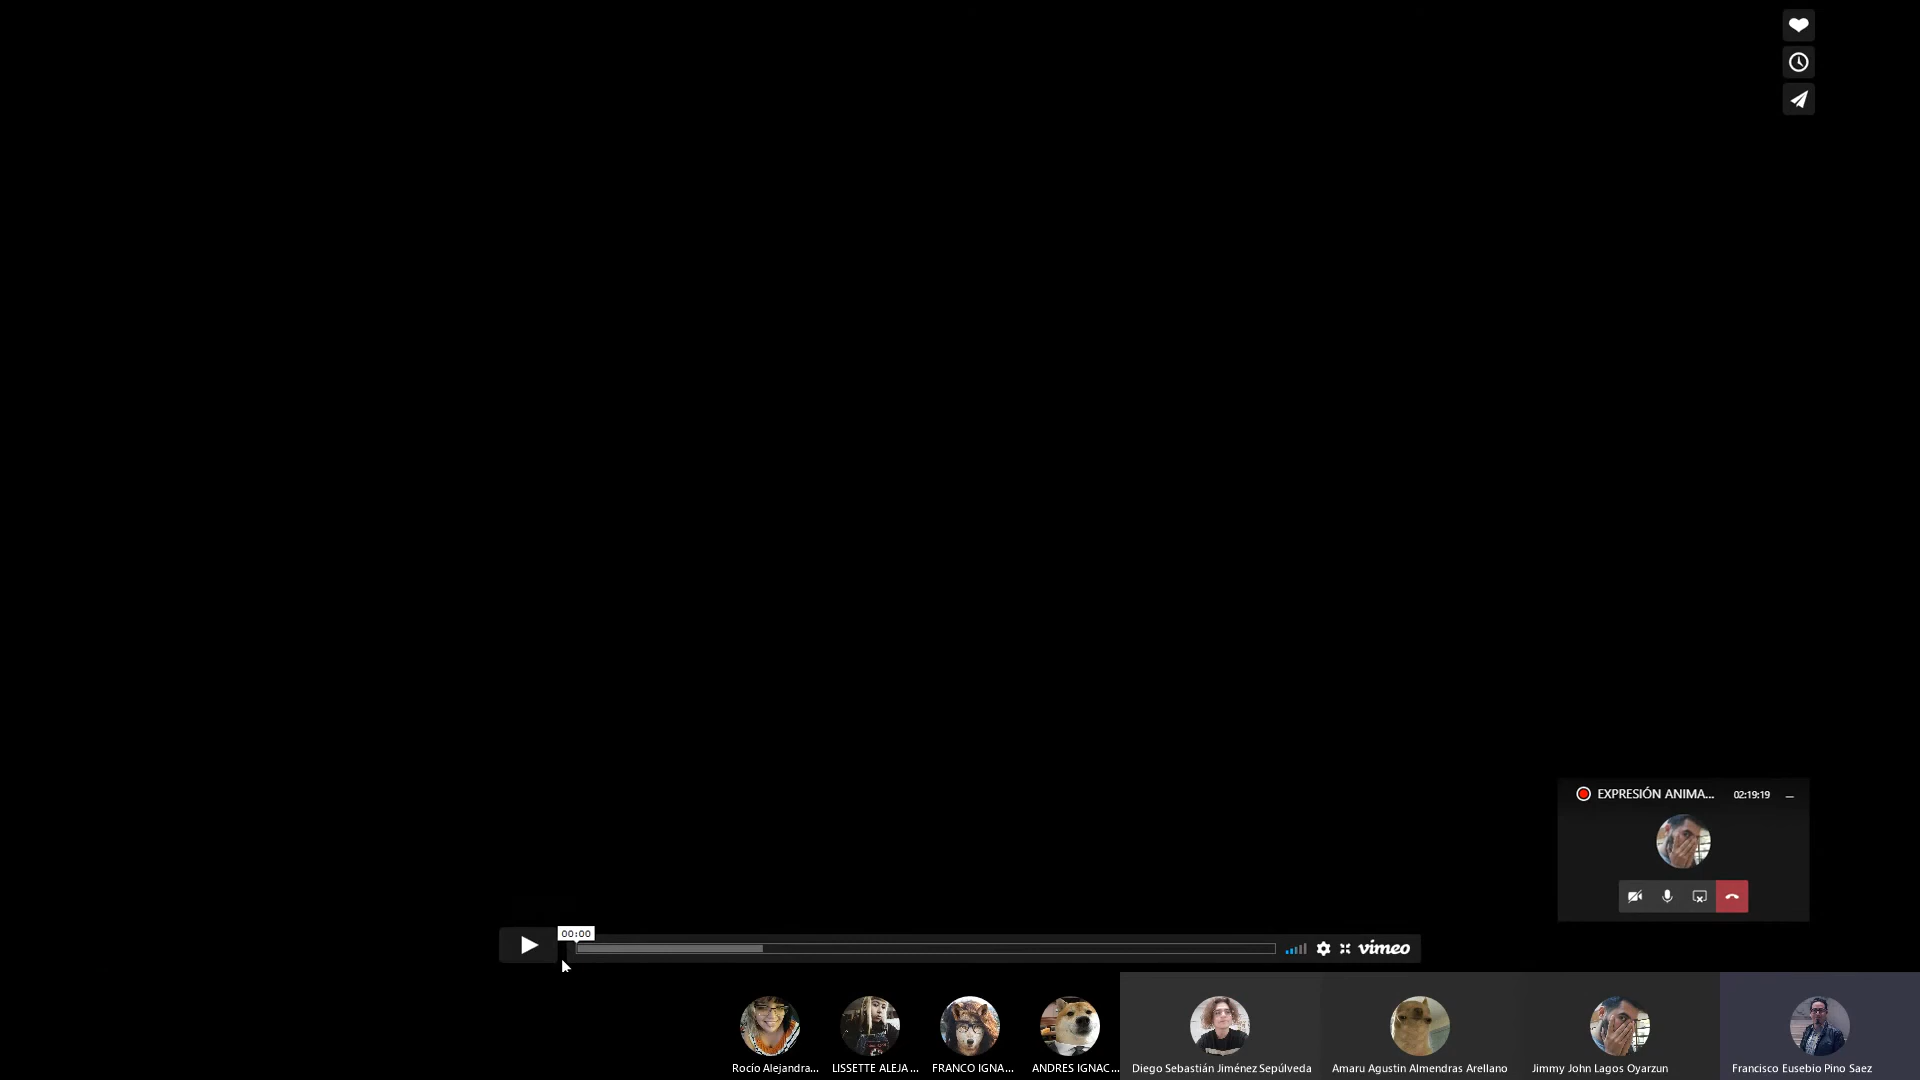 EXPRESIÓN ANIMA... 02:19:19
00:00
vimeo
Rocío Alejandra... LISSETTE ALEJA... FRANCO IGNA... ANDRES IGNAC... Diego Sebastián Jiménez Sepúlveda Amaru Agustin Almendras Arellano Jimmy John Lagos Oyarzun Francisco Eusebio Pino Saez